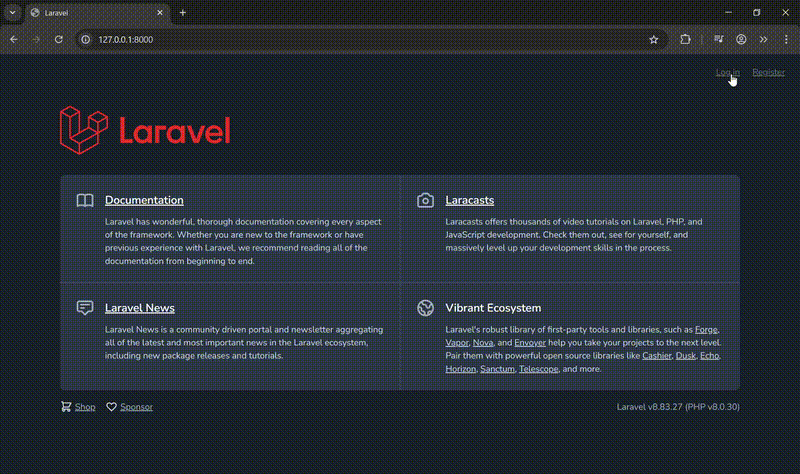 Laravel
127.0.0.1:8000
Log in Register
Laravel
Documentation
Laravel has wonderful, thorough documentation covering every aspect
of the framework. Whether you are new to the framework or have
previous experience with Laravel, we recommend reading all of the
documentation from beginning to end.
Laracasts
Laracasts offers thousands of video tutorials on Laravel, PHP, and
JavaScript development. Check them out, see for yourself, and
massively level up your development skills in the process.
Laravel News
Laravel News is a community driven portal and newsletter aggregating
all of the latest and most important news in the Laravel ecosystem,
including new package releases and tutorials.
Vibrant Ecosystem
Laravel's robust library of first-party tools and libraries, such as Forge,
Vapor, Nova, and Envoyer help you take your projects to the next level.
Pair them with powerful open source libraries like Cashier, Dusk, Echo,
Horizon, Sanctum, Telescope, and more.
Shop Sponsor
Laravel v8.83.27 (PHP v8.0.30)